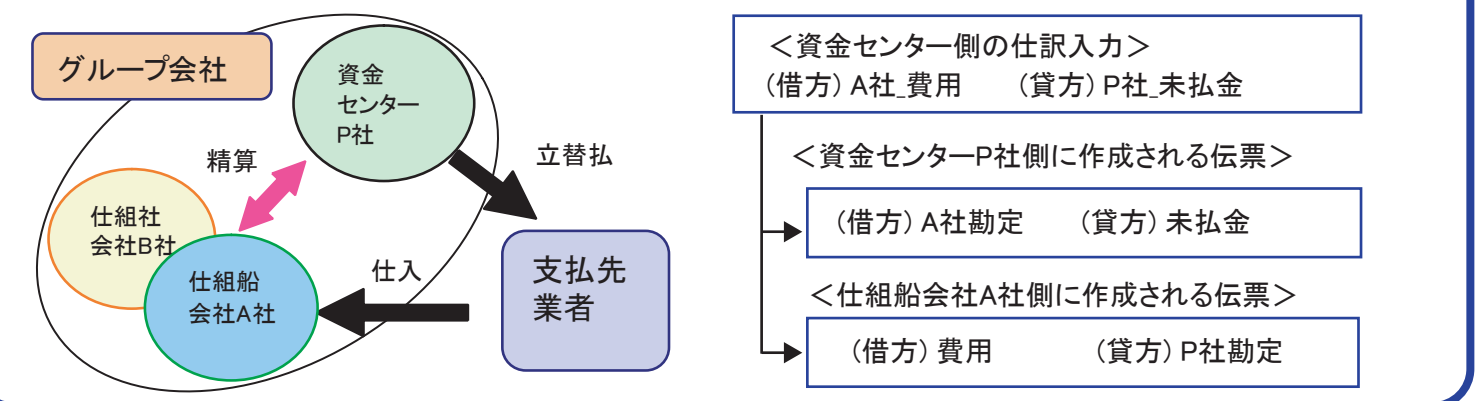 グループ会社
資金
センター
P社
精算
立替払
仕組社
会社B社
仕組船
会社A社
仕入
支払先
業者
＜資金センター側の仕訳入力＞
（借方）A社_費用　　（貸方）P社_未払金
＜資金センターP社側に作成される伝票＞
（借方）A社勘定　　（貸方）未払金
＜仕組船会社A社側に作成される伝票＞
（借方）費用　　　　（貸方）P社勘定